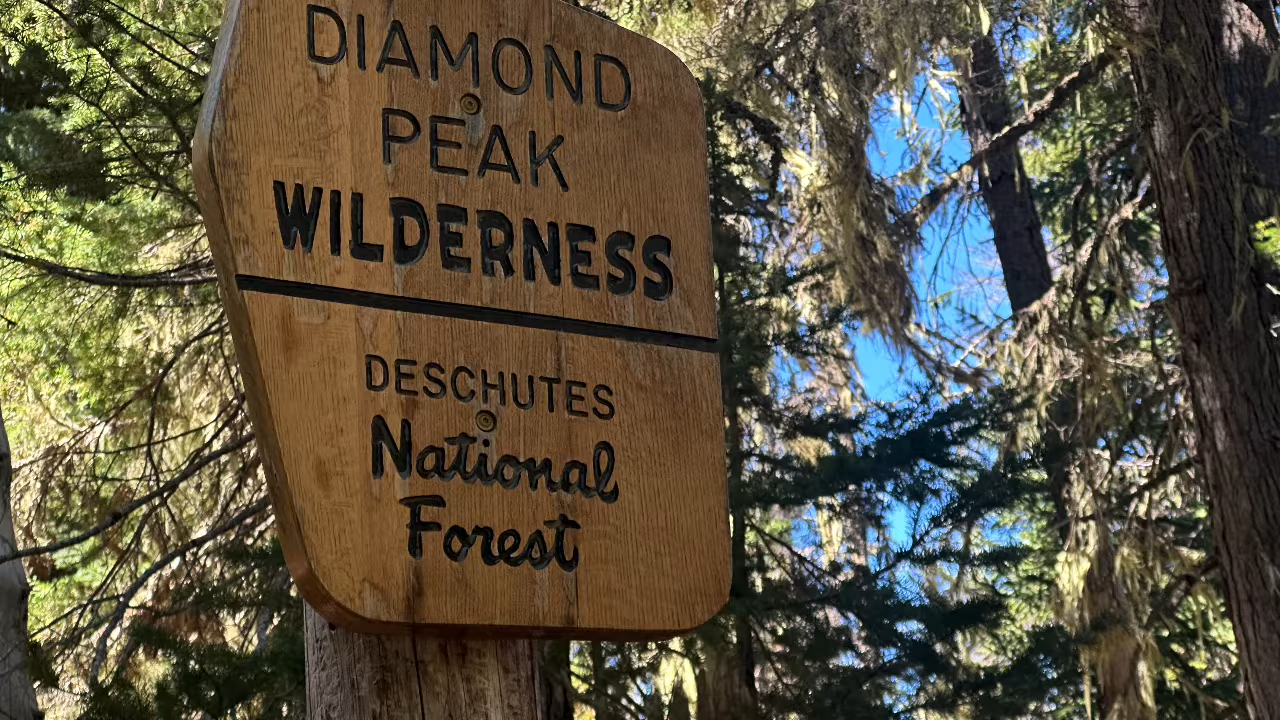 DIAMOND
PEAK
WILDERNESS
DESCHUTES
National
Forest